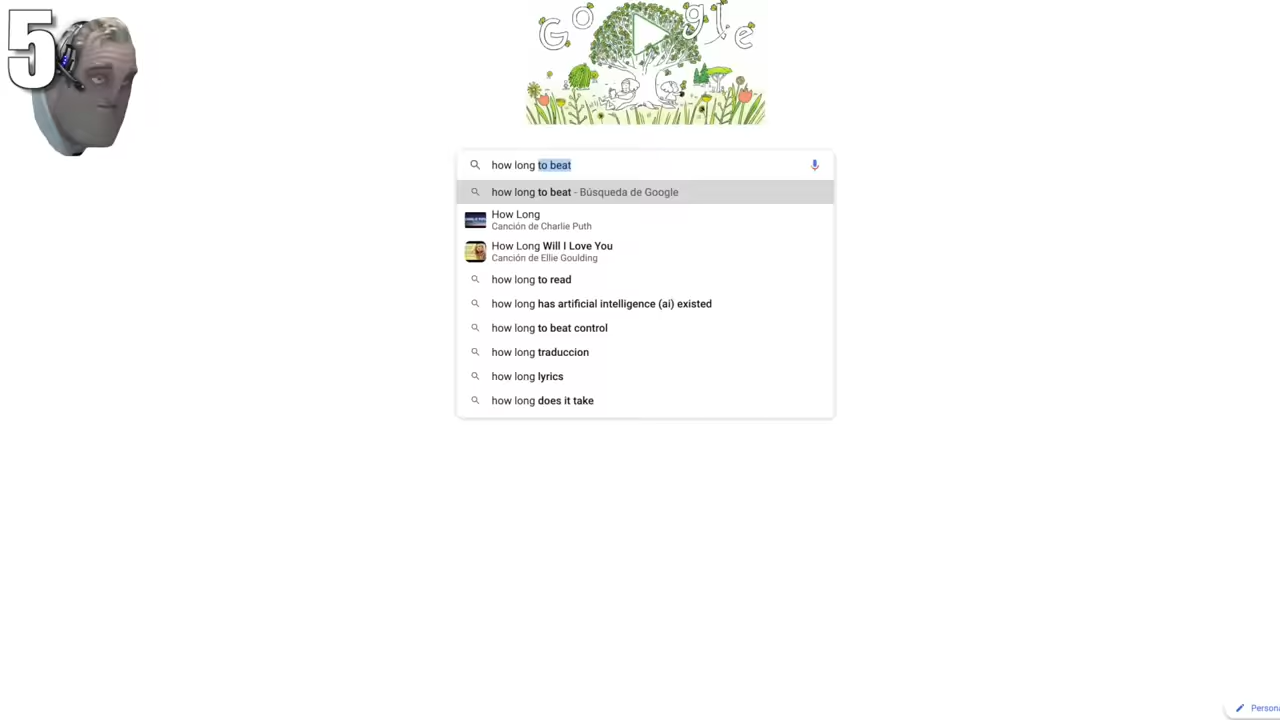 5
Google
how long to beat
how long to beat - Búsqueda de Google
How Long
Canción de Charlie Puth
How Long Will I Love You
Canción de Ellie Goulding
how long to read
how long has artificial intelligence (ai) existed
how long to beat control
how long traduccion
how long lyrics
how long does it take
Persona